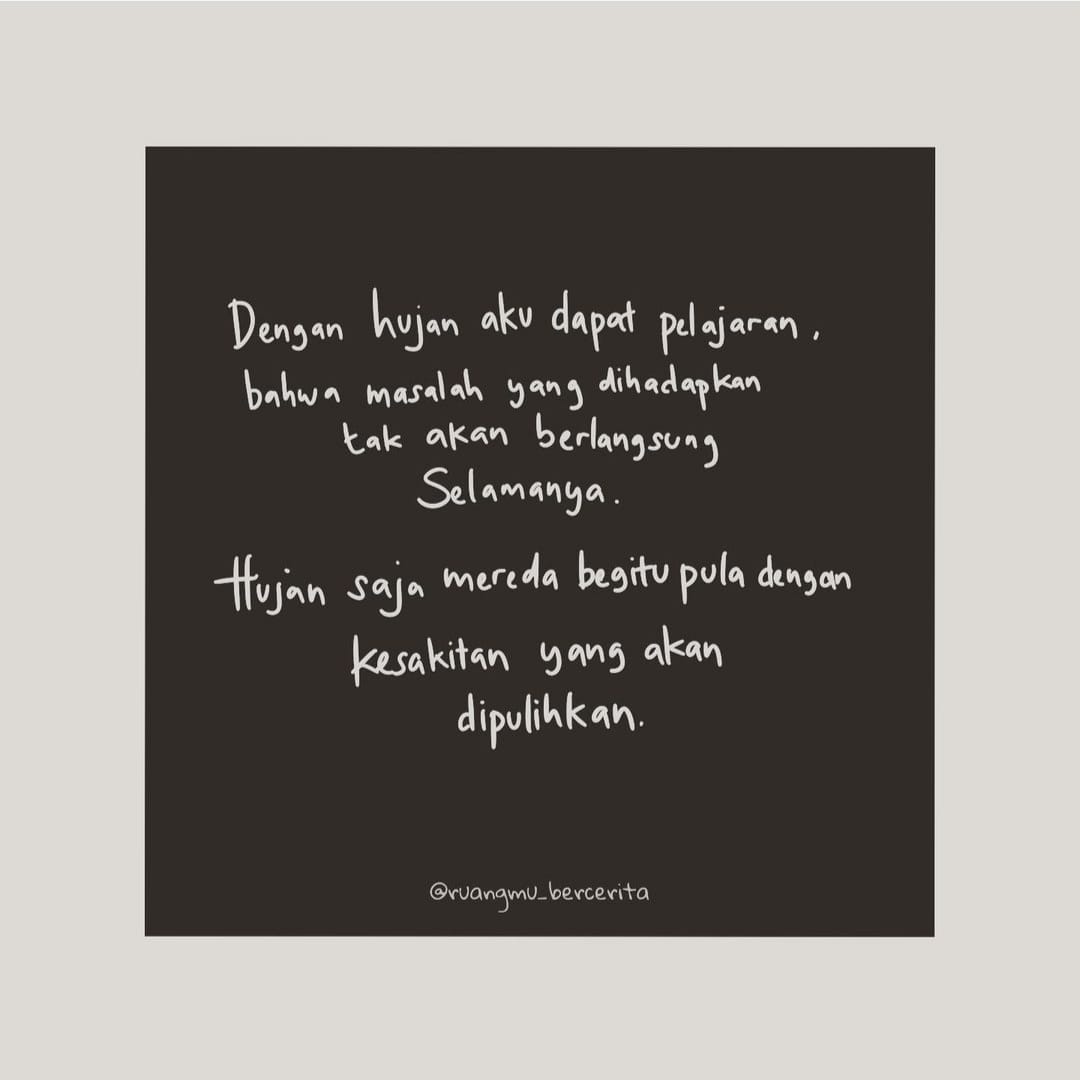 Dengan hujan aku dapat pelajaran,
bahwa masalah yang dihadapkan
tak akan berlangsung
Selamanya.
Hujan saja mereda begitu pula dengan
kesakitan yang akan
dipulihkan.
@ruangmu_bercerita